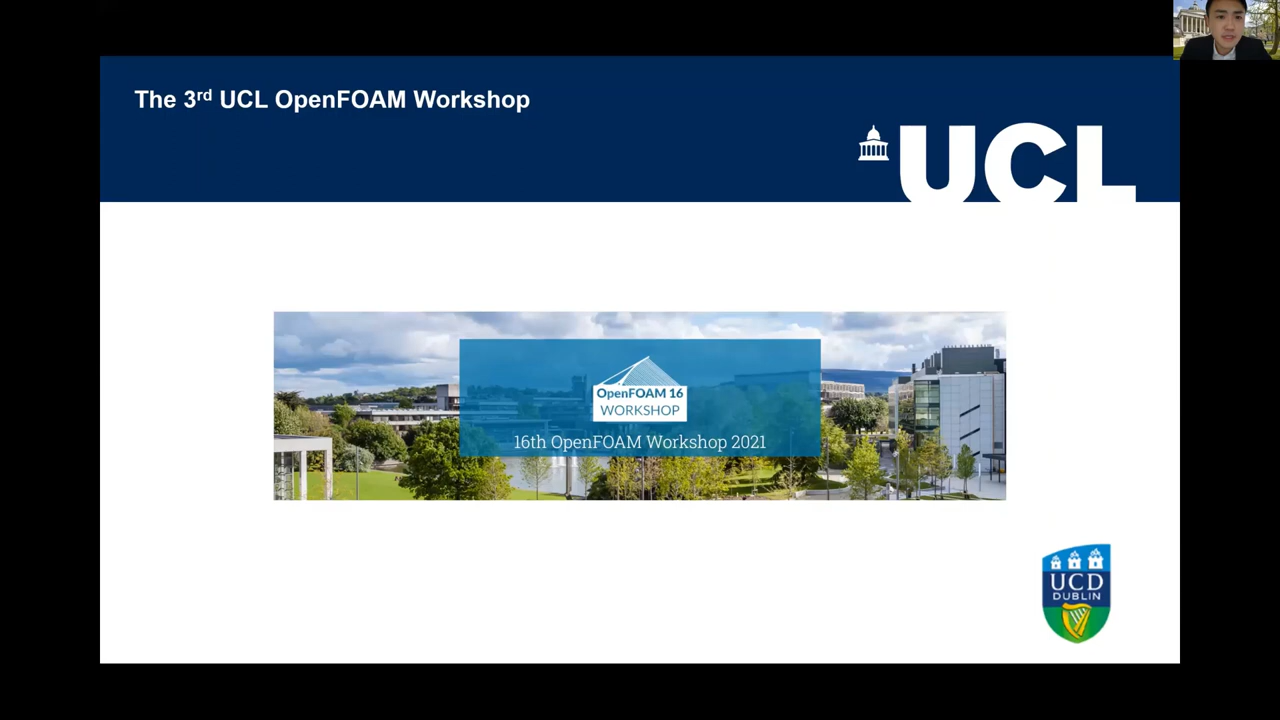 The 3rd UCL OpenFOAM Workshop
UCL
OpenFOAM 16
WORKSHOP
16th OpenFOAM Workshop 2021
UCD
DUBLIN